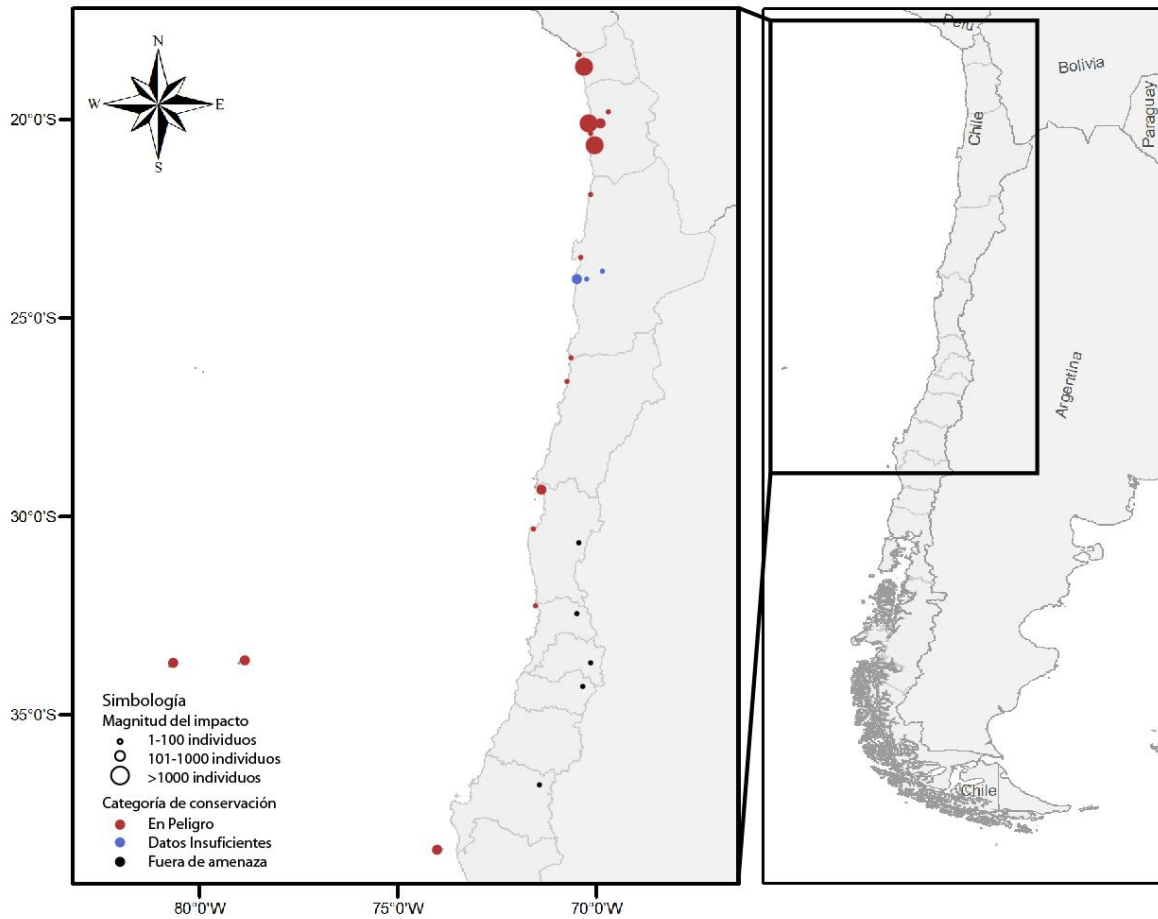 N
W
E
S
20°0'S
25°0'S
30°0'S
35°0'S
80°0'W
75°0'W
70°0'W
Simbología
Magnitud del impacto
1-100 individuos
101-1000 individuos
>1000 individuos
Categoría de conservación
En Peligro
Datos Insuficientes
Fuera de amenaza
Perú
Bolivia
Paraguay
Chile
Argentina
Chile